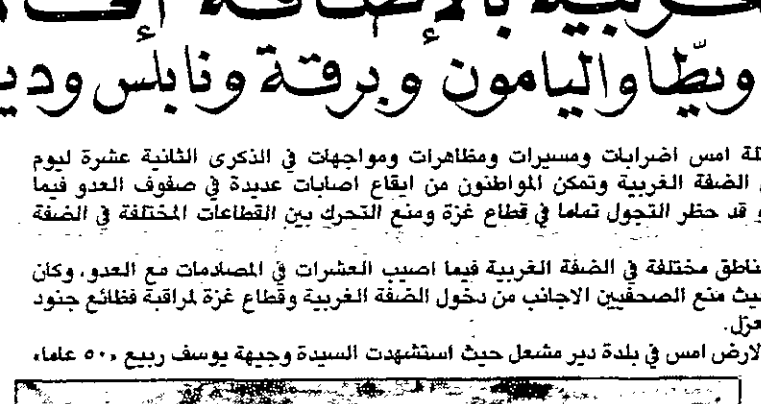 بالإضافة
ويطا واليامون وبرقة ونابلس ودي
لة امس اضرابات ومسيرات ومظاهرات ومواجهات في الذكرى الثانية عشرة ليوم
الضفة الغربية وتمكن المواطنون من ايقاع اصابات عديدة في صفوف العدو فيما
و قد حظر التجول تماما في قطاع غزة ومنع التحرك بين القطاعات المختلفة في الضفة
ناطق مختلفة في الضفة الغربية فيما اصيب العشرات في المصادمات مع العدو، وكان
يث منع الصحفيين الاجانب من دخول الضفة الغربية وقطاع غزة لمراقبة فظائع جنود
عزل.
لارض امس في بلدة دير مشعل حيث استشهدت السيدة وجيهة يوسف ربيع «٥٠ عاما»